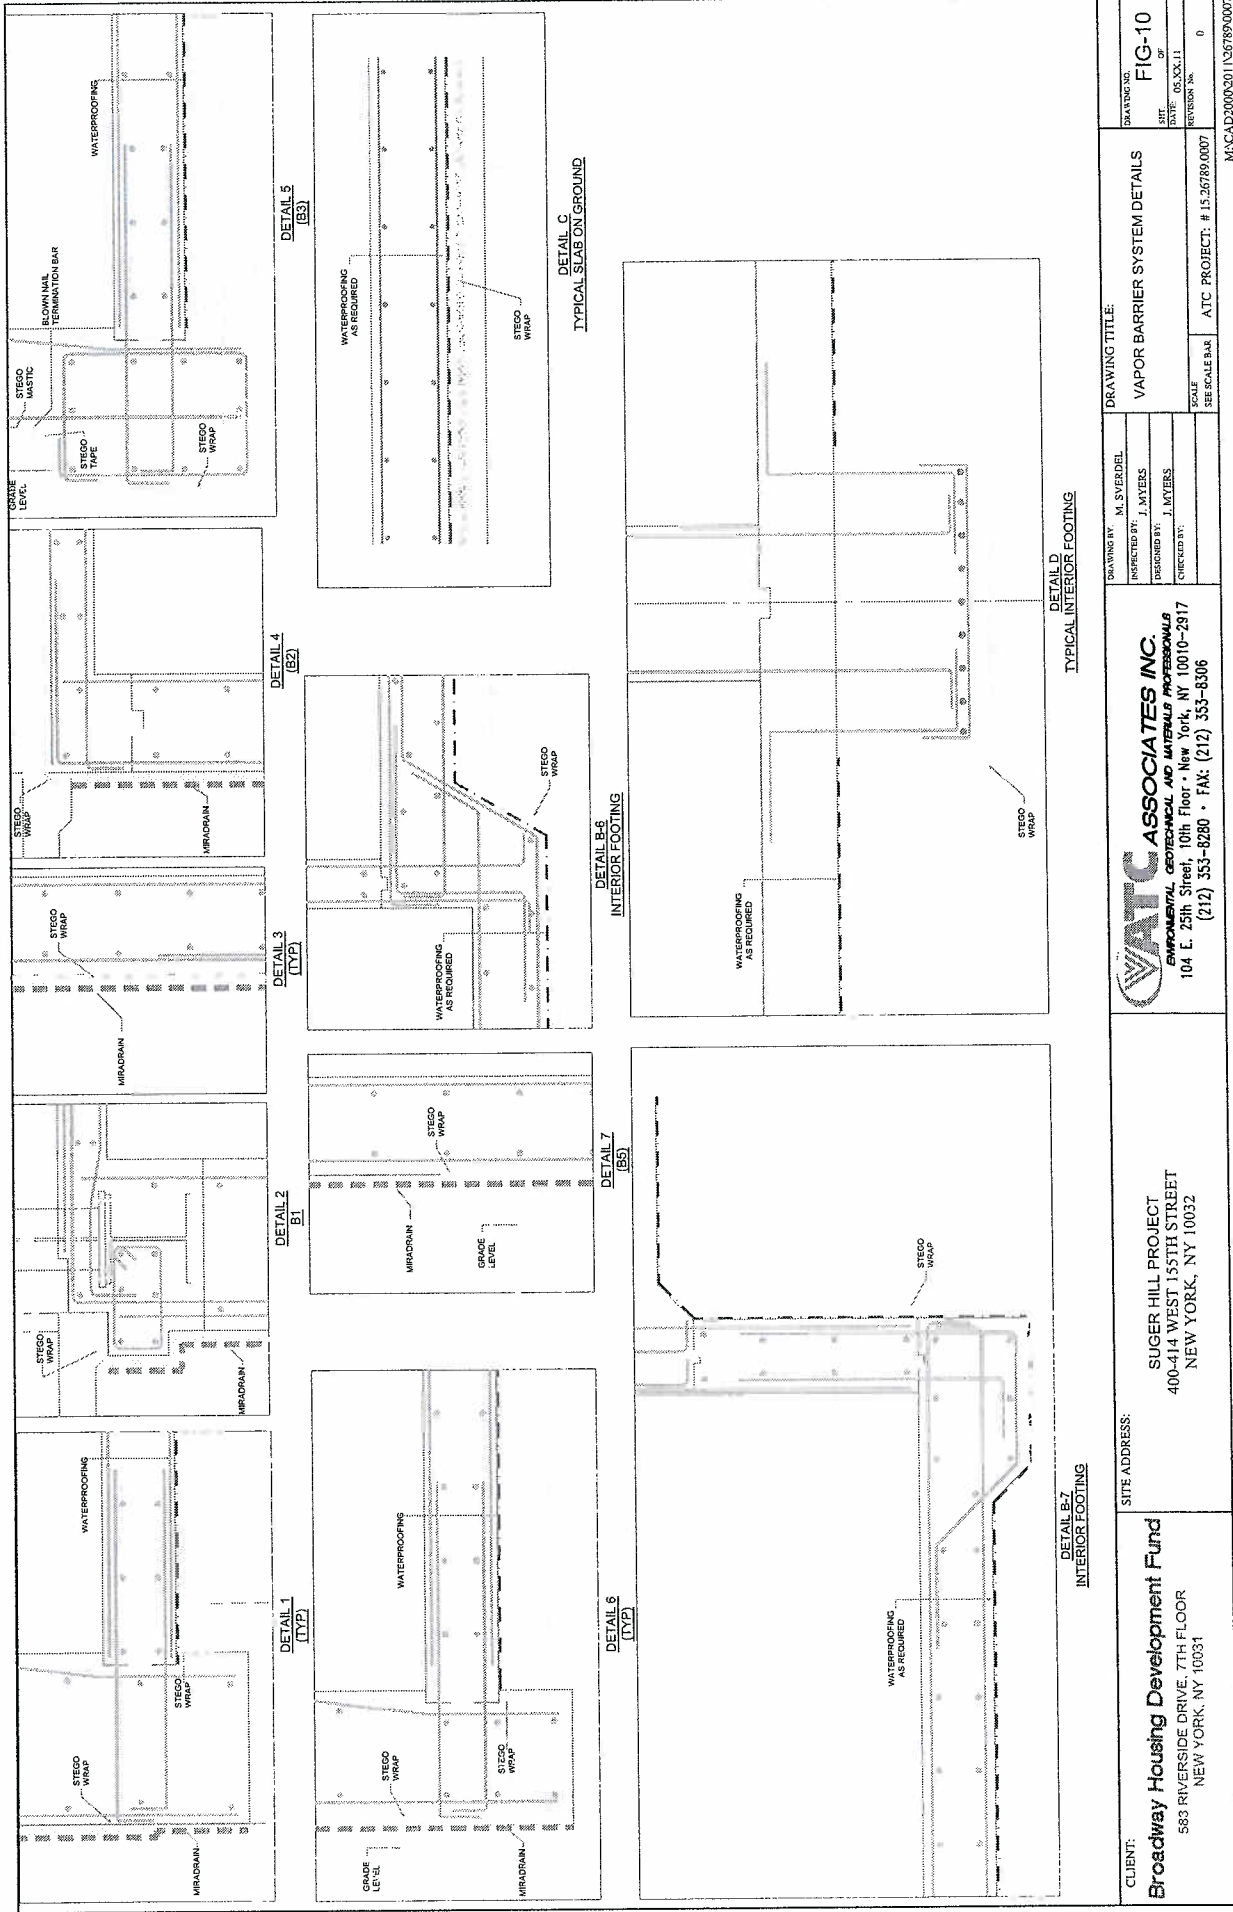 STEGO
WRAP
WATERPROOFING
STEGO
WRAP
MIRADRAIN
DETAIL 1
(TYP)
STEGO
WRAP
MIRADRAIN
DETAIL 2
B1
STEGO
WRAP
MIRADRAIN
DETAIL 3
(TYP)
STEGO
WRAP
MIRADRAIN
DETAIL 4
(B2)
GRADE
LEVEL
STEGO
MASTIC
BLOWN NAIL
TERMINATION BAR
STEGO
TAPE
STEGO
WRAP
WATERPROOFING
DETAIL 5
(B3)
GRADE
LEVEL
STEGO
WRAP
WATERPROOFING
STEGO
WRAP
MIRADRAIN
DETAIL 6
(TYP)
MIRADRAIN
STEGO
WRAP
GRADE
LEVEL
DETAIL 7
(B5)
WATERPROOFING
AS REQUIRED
STEGO
WRAP
DETAIL B-6
INTERIOR FOOTING
WATERPROOFING
AS REQUIRED
STEGO
WRAP
DETAIL C
TYPICAL SLAB ON GROUND
WATERPROOFING
AS REQUIRED
STEGO
WRAP
DETAIL B-7
INTERIOR FOOTING
WATERPROOFING
AS REQUIRED
STEGO
WRAP
DETAIL D
TYPICAL INTERIOR FOOTING
CLIENT:
Broadway Housing Development Fund
583 RIVERSIDE DRIVE, 7TH FLOOR
NEW YORK, NY 10031
SITE ADDRESS:
SUGER HILL PROJECT
400-414 WEST 155TH STREET
NEW YORK, NY 10032
ATC ASSOCIATES INC.
ENVIRONMENTAL, GEOTECHNICAL AND MATERIALS PROFESSIONALS
104 E. 25th Street, 10th Floor • New York, NY 10010-2917
(212) 353-8280 • FAX: (212) 353-8306
DRAWING BY: M. SVERDEL
INSPECTED BY: J. MYERS
DESIGNED BY: J. MYERS
CHECKED BY:
DRAWING TITLE:
VAPOR BARRIER SYSTEM DETAILS
SCALE
SEE SCALE BAR
ATC PROJECT: # 15.26789.0007
DRAWING NO.
FIG-10
SHT. OF
DATE: 05.XX.11
REVISION No. 0
M:\CAD2000\2011\26789\0007